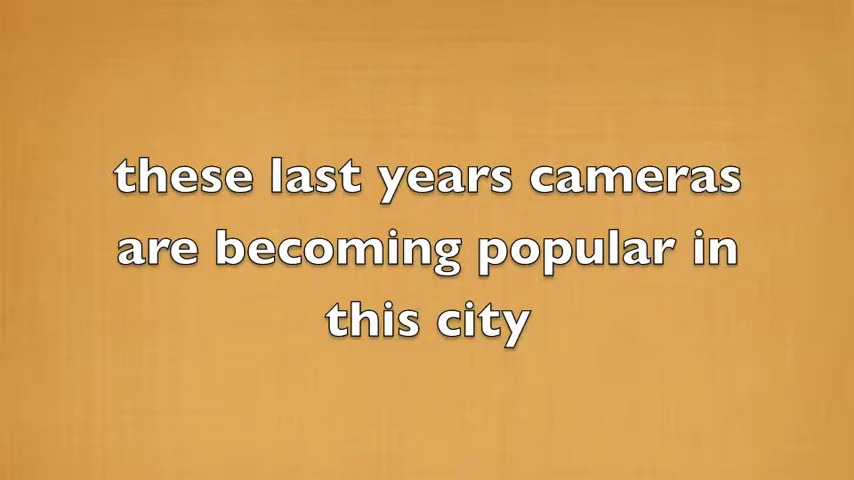 these last years cameras
are becoming popular in
this city